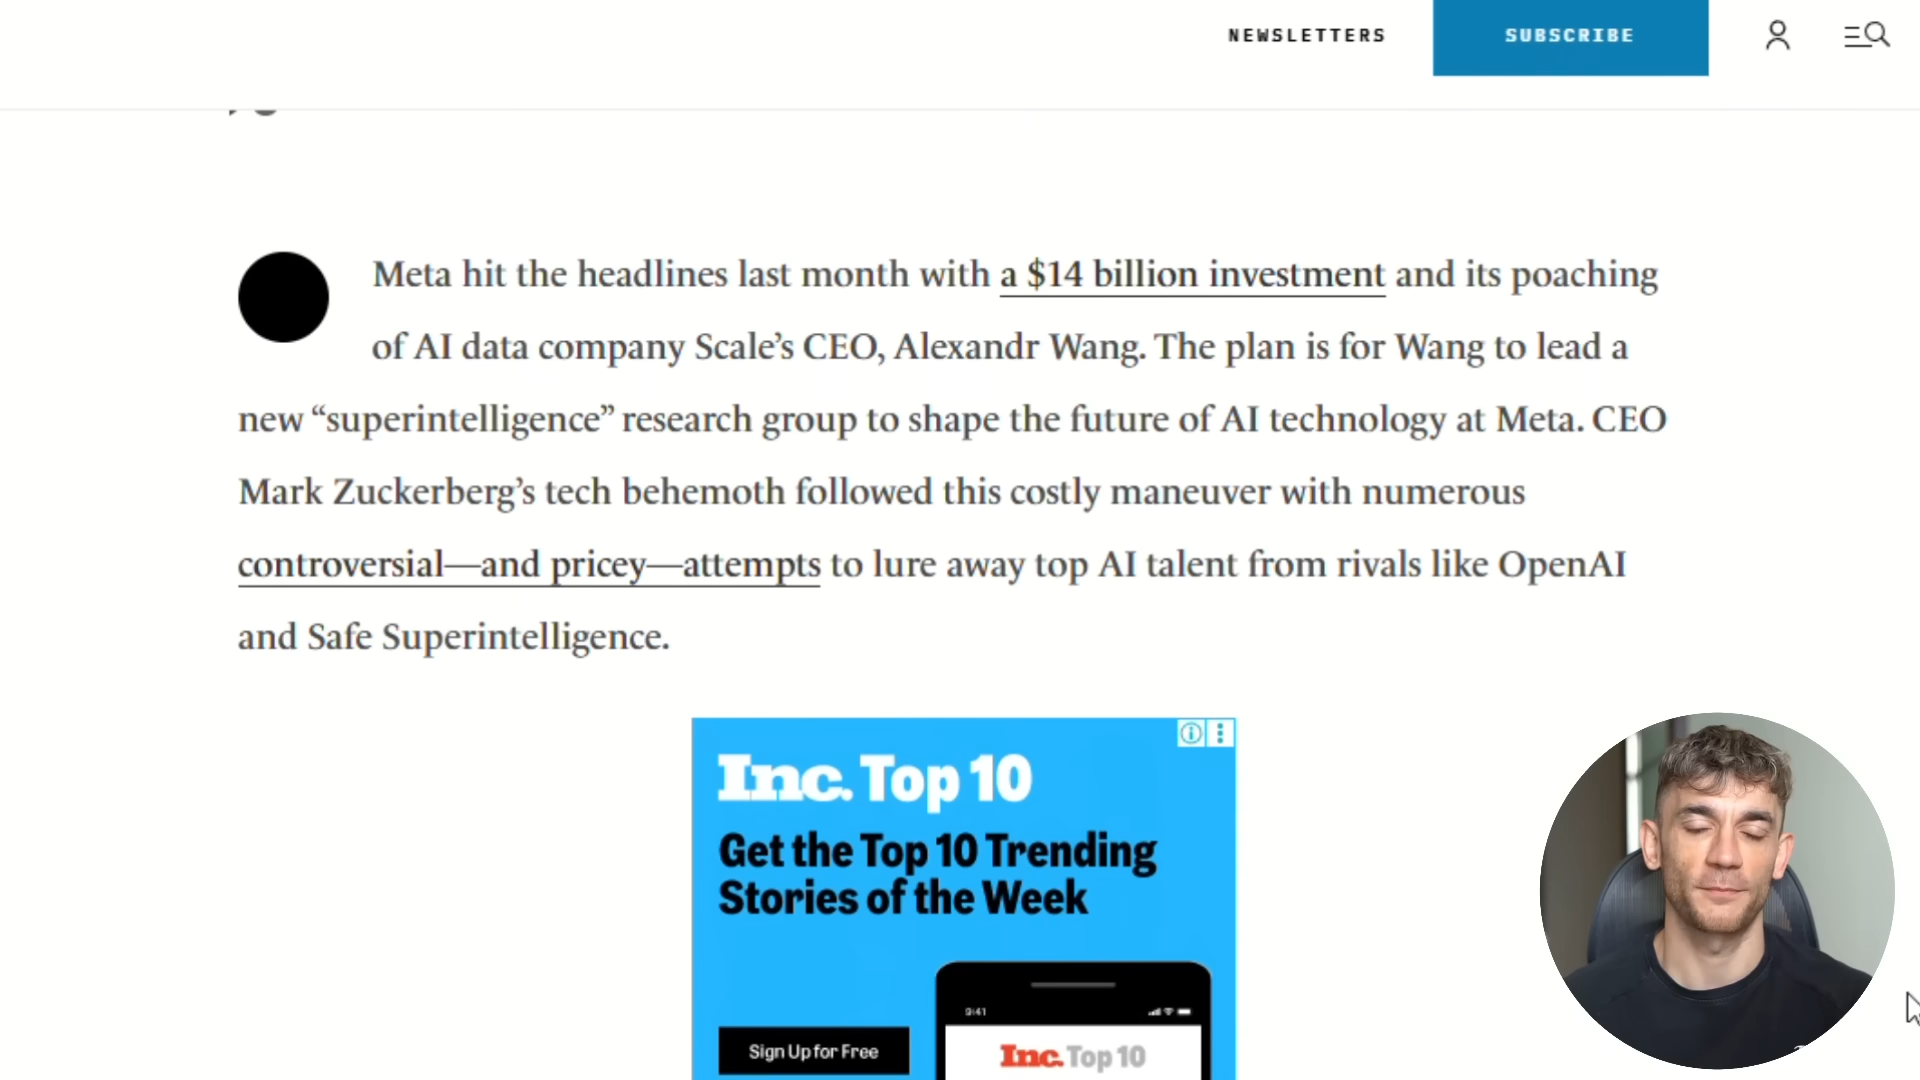 NEWSLETTERS
SUBSCRIBE
Meta hit the headlines last month with a $14 billion investment and its poaching
of AI data company Scale’s CEO, Alexandr Wang. The plan is for Wang to lead a
new “superintelligence” research group to shape the future of AI technology at Meta. CEO
Mark Zuckerberg’s tech behemoth followed this costly maneuver with numerous
controversial—and pricey—attempts to lure away top AI talent from rivals like OpenAI
and Safe Superintelligence.
Inc. Top 10
Get the Top 10 Trending
Stories of the Week
9:41
Sign Up for Free
Inc. Top 10